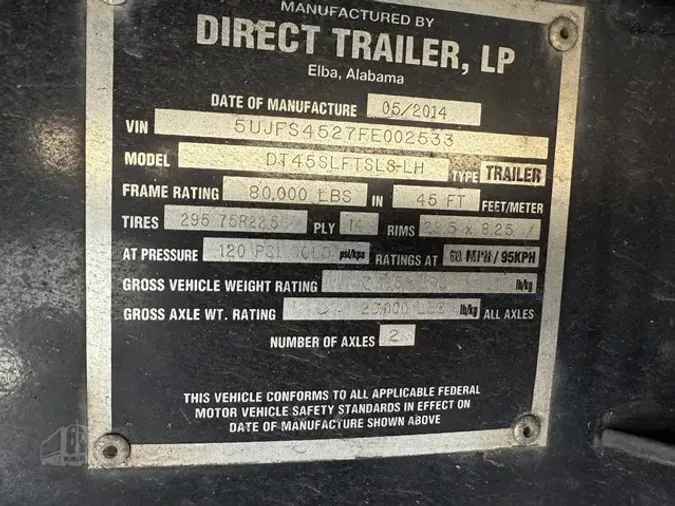 MANUFACTURED BY
DIRECT TRAILER, LP
Elba, Alabama
DATE OF MANUFACTURE 05/2014
VIN 5UJFS4527FE002533
MODEL DT45SLFTSLS-LH TYPE TRAILER
FRAME RATING 80,000 LBS IN 45 FT FEET/METER
TIRES 295 75R22.5 PLY 14 RIMS 22.5 x 8.25
AT PRESSURE 120 PSI COLD psi/kpa RATINGS AT 60 MPH / 95KPH
GROSS VEHICLE WEIGHT RATING lb/kg
GROSS AXLE WT. RATING LBS lb/kg ALL AXLES
NUMBER OF AXLES 2
THIS VEHICLE CONFORMS TO ALL APPLICABLE FEDERAL
MOTOR VEHICLE SAFETY STANDARDS IN EFFECT ON
DATE OF MANUFACTURE SHOWN ABOVE